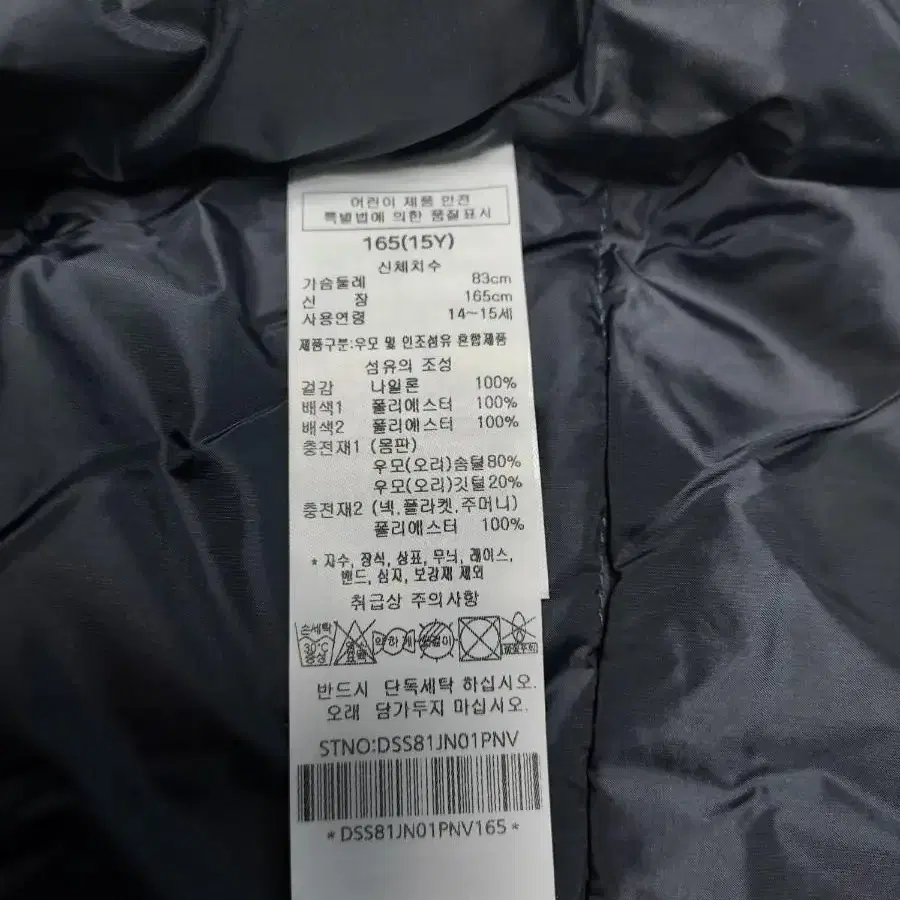 어린이 제품 안전
특별법에 의한 품질표시
165(15Y)
신체치수
가슴둘레 83cm
신 장 165cm
사용연령 14~15세
제품구분:우모 및 인조섬유 혼합제품
섬유의 조성
겉감 나일론 100%
배색1 폴리에스터 100%
배색2 폴리에스터 100%
충전재1 (몸판)
우모(오리)솜털80%
우모(오리)깃털20%
충전재2 (넥,플라켓,주머니)
폴리에스터 100%
* 자수, 장식, 상표, 무늬, 레이스,
밴드, 심지, 보강재 제외
취급상 주의사항
손세탁
30℃
중성
약하게
반드시 단독세탁 하십시오.
오래 담가두지 마십시오.
STNO:DSS81JN01PNV
*DSS81JN01PNV165*